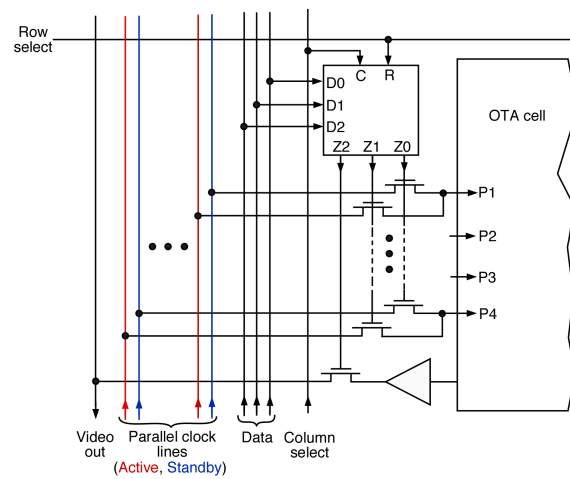 Row
select
C R
D0
D1
D2
Z2 Z1 Z0
OTA cell
P1
P2
P3
P4
Video
out
Parallel clock
lines
(Active, Standby)
Data
Column
select